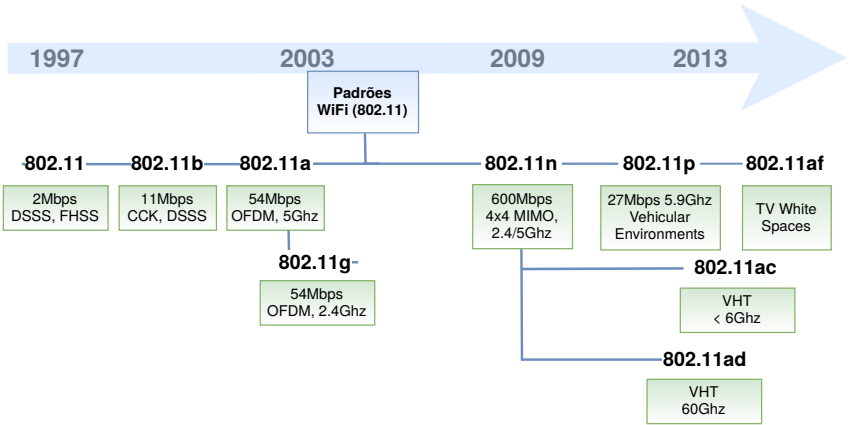 1997 2003 2009 2013
Padrões
WiFi (802.11)
802.11 802.11b 802.11a 802.11n 802.11p 802.11af
2Mbps
DSSS, FHSS
11Mbps
CCK, DSSS
54Mbps
OFDM, 5Ghz
600Mbps
4x4 MIMO,
2.4/5Ghz
27Mbps 5.9Ghz
Vehicular
Environments
TV White
Spaces
802.11g
54Mbps
OFDM, 2.4Ghz
802.11ac
VHT
< 6Ghz
802.11ad
VHT
60Ghz